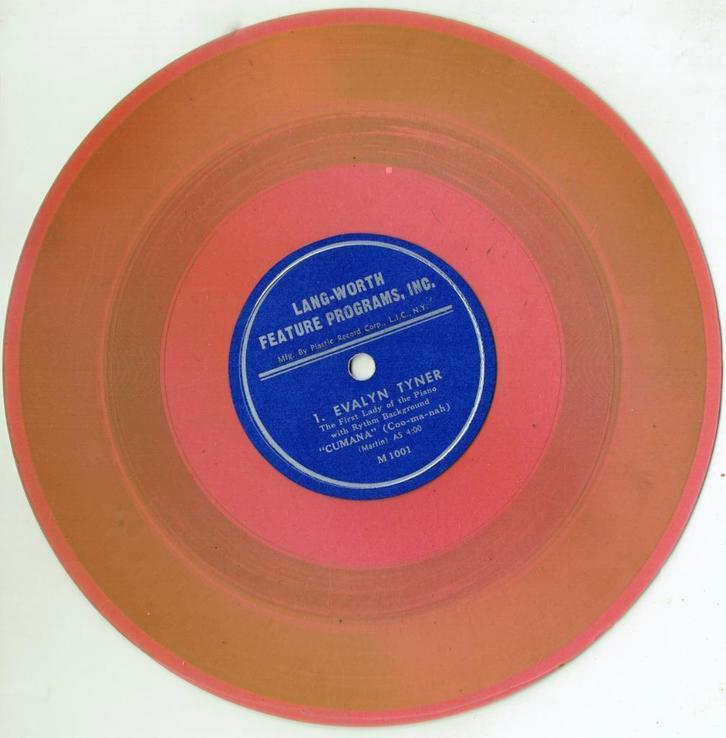 LANG-WORTH
FEATURE PROGRAMS, INC.
Mfg. By Plastic Record Corp., L.I.C., N.Y.
1. EVALYN TYNER
The First Lady of the Piano
with Rythm Background
"CUMANA" (Coo-ma-nah)
(Martin) AS 4:00
M 1001